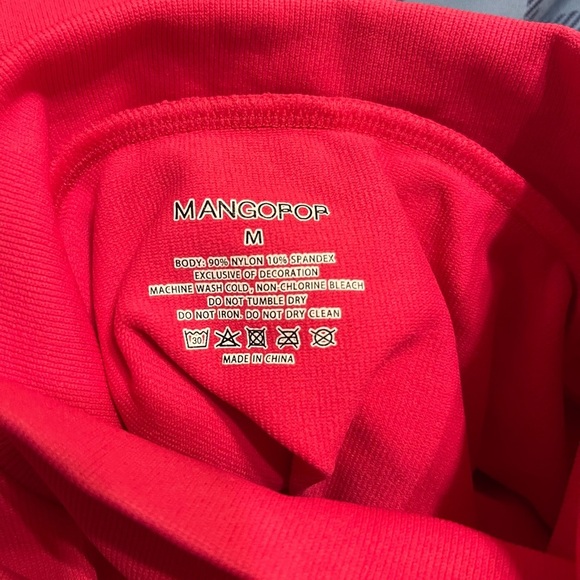 MANGOPOP
M
BODY: 90% NYLON 10% SPANDEX
EXCLUSIVE OF DECORATION
MACHINE WASH COLD, NON-CHLORINE BLEACH
DO NOT TUMBLE DRY
DO NOT IRON. DO NOT DRY CLEAN
30
MADE IN CHINA